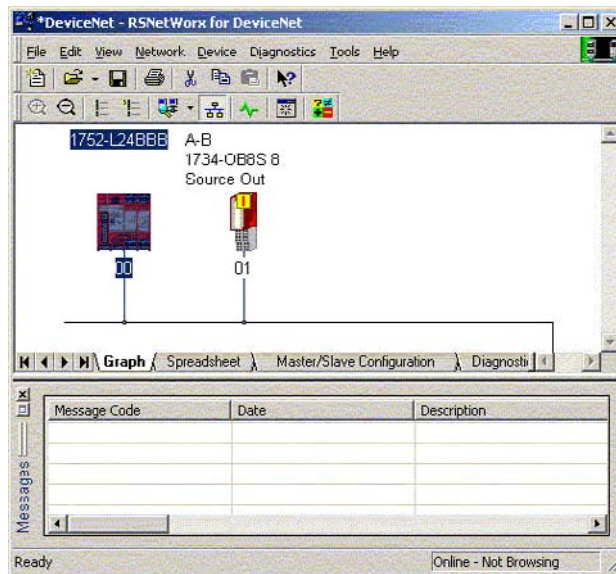 *DeviceNet - RSNetWorx for DeviceNet
File Edit View Network Device Diagnostics Tools Help
1752-L24BBB
A-B
1734-OB8S 8
Source Out
00
01
Graph Spreadsheet Master/Slave Configuration Diagnosti
Messages
Message Code Date Description
Ready Online - Not Browsing